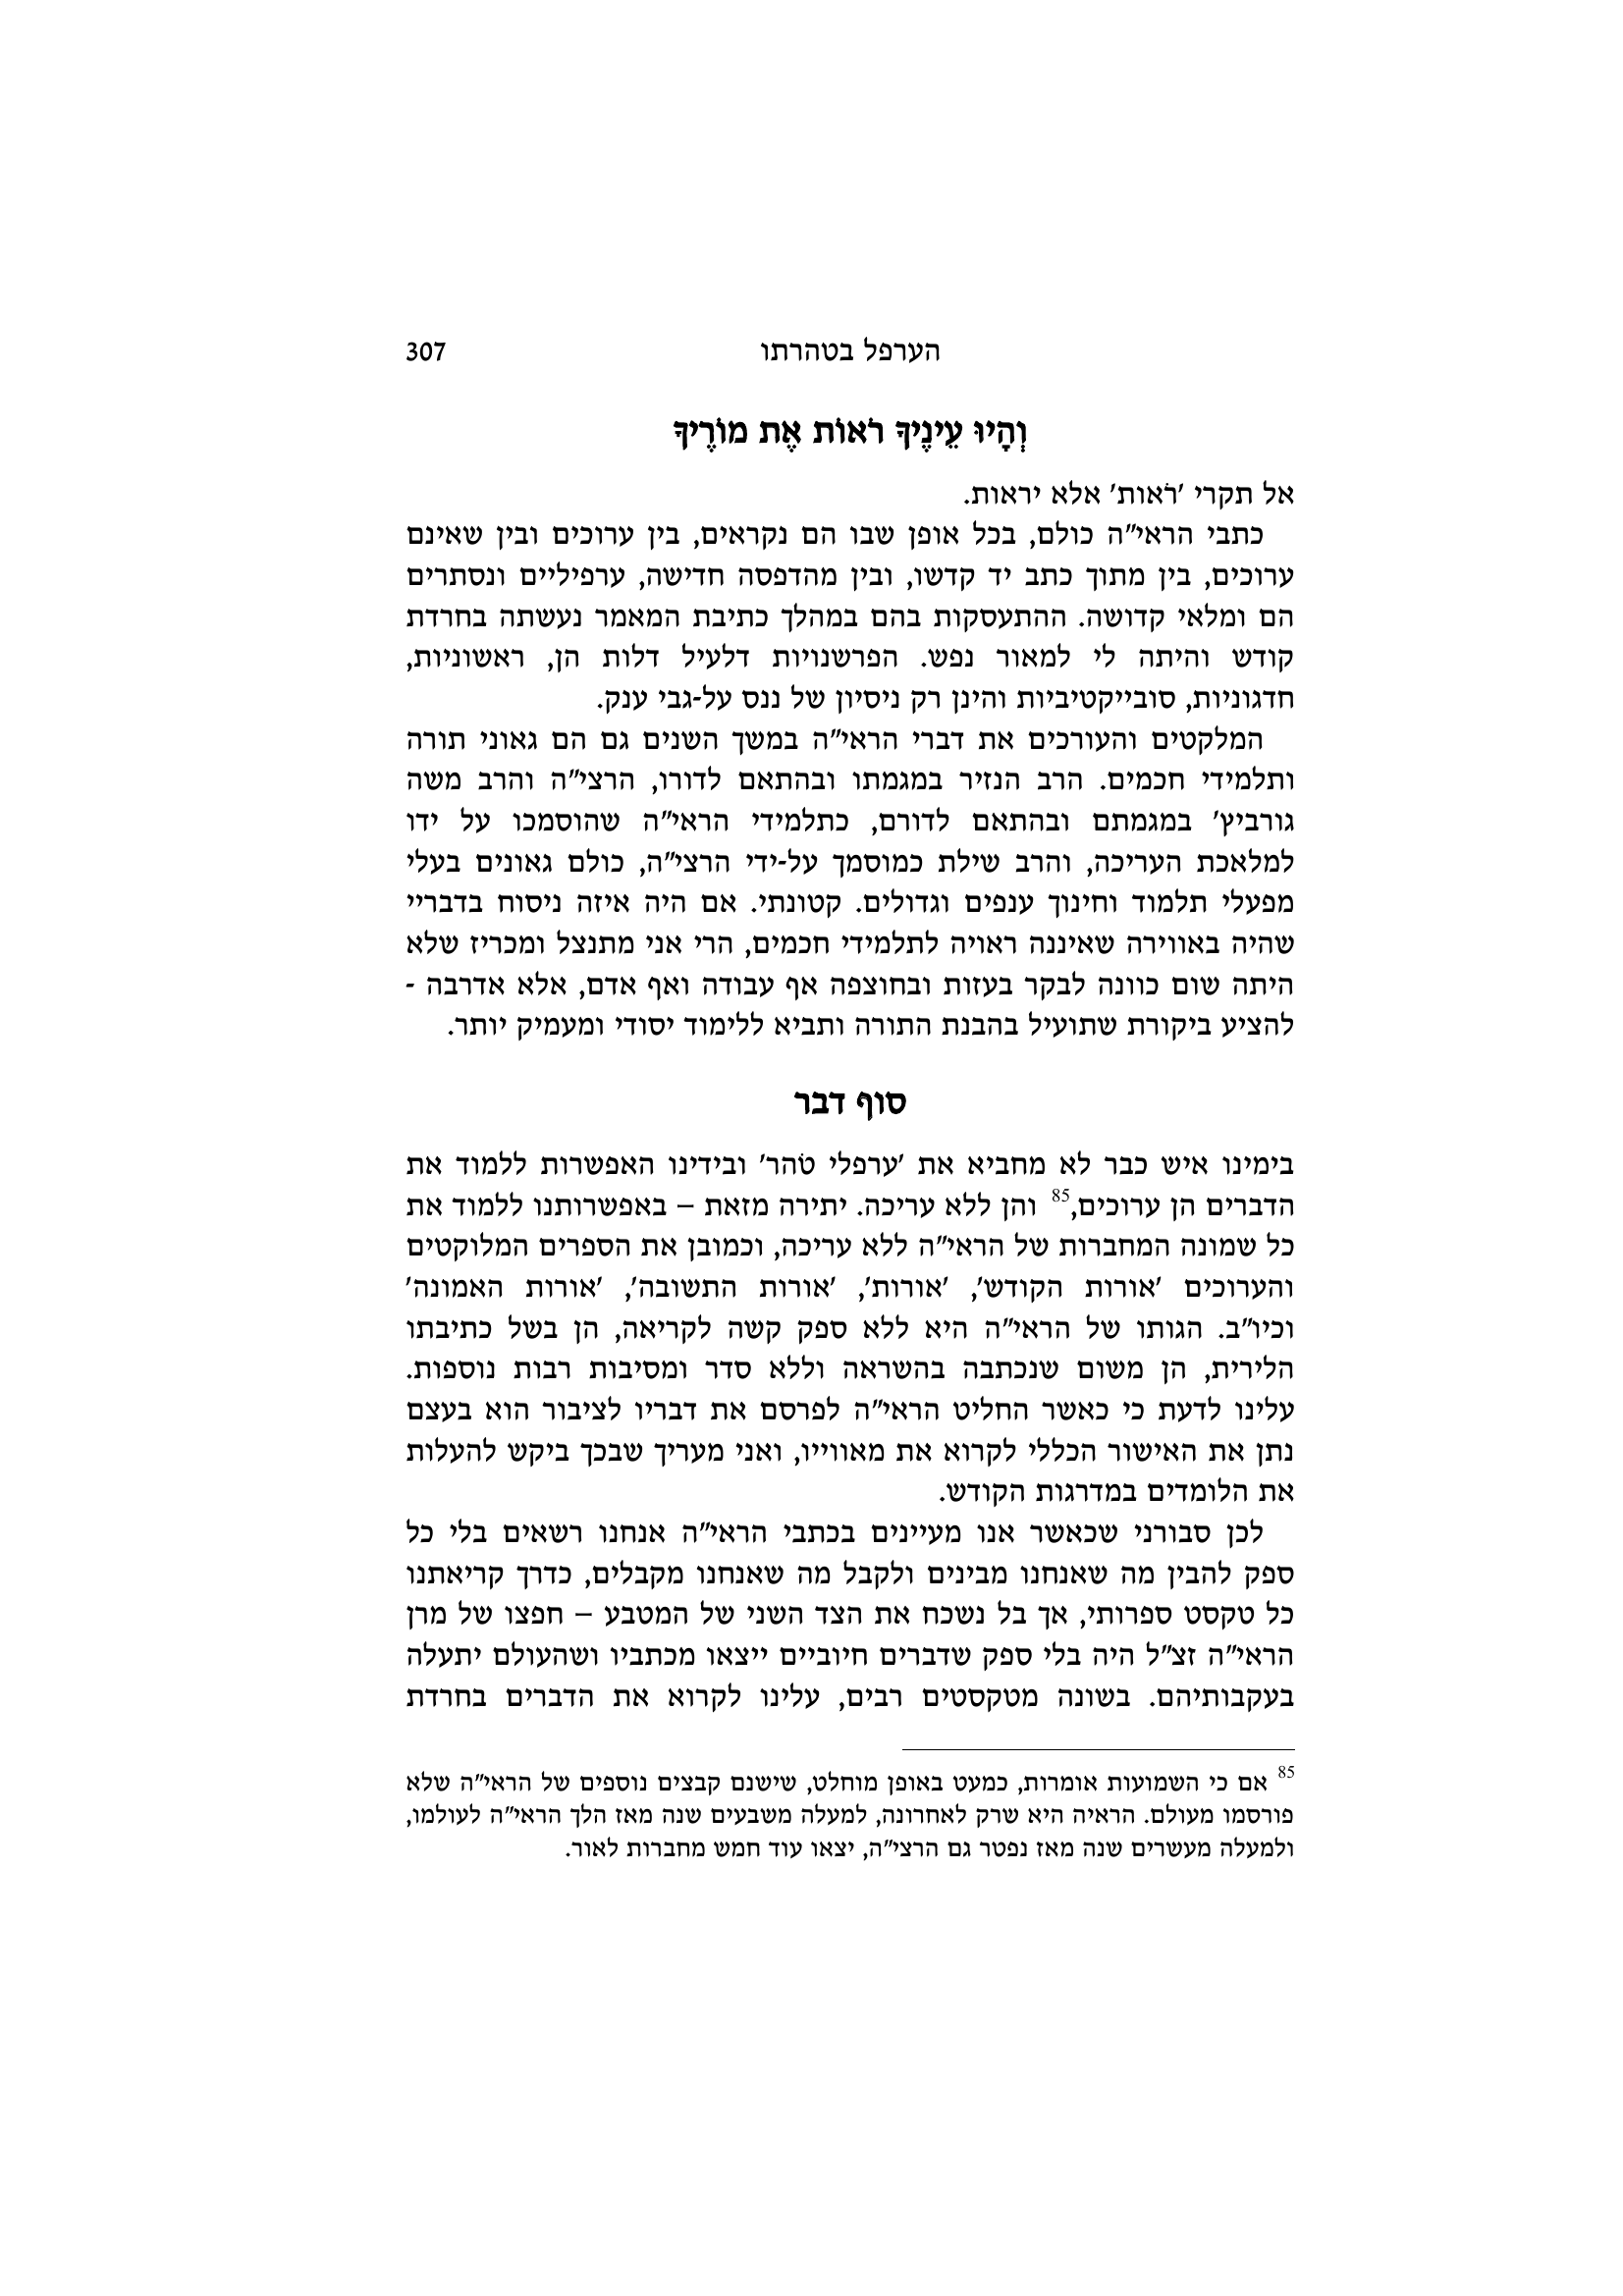 הערפל בטהרתו 307
וְהָיוּ עֵינֶיךָ רֹאוֹת אֶת מוֹרֶיךָ
אל תקרי 'רֹאות' אלא יראות.
כתבי הראי"ה כולם, בכל אופן שבו הם נקראים, בין ערוכים ובין שאינם
ערוכים, בין מתוך כתב יד קדשו, ובין מהדפסה חדישה, ערפיליים ונסתרים
הם ומלאי קדושה. ההתעסקות בהם במהלך כתיבת המאמר נעשתה בחרדת
קודש והיתה לי למאור נפש. הפרשנויות דלעיל דלות הן, ראשוניות,
חדגוניות, סובייקטיביות והינן רק ניסיון של ננס על-גבי ענק.
המלקטים והעורכים את דברי הראי"ה במשך השנים גם הם גאוני תורה
ותלמידי חכמים. הרב הנזיר במגמתו ובהתאם לדורו, הרצי"ה והרב משה
גורביץ' במגמתם ובהתאם לדורם, כתלמידי הראי"ה שהוסמכו על ידו
למלאכת העריכה, והרב שילת כמוסמך על-ידי הרצי"ה, כולם גאונים בעלי
מפעלי תלמוד וחינוך ענפים וגדולים. קטונתי. אם היה איזה ניסוח בדבריי
שהיה באווירה שאיננה ראויה לתלמידי חכמים, הרי אני מתנצל ומכריז שלא
היתה שום כוונה לבקר בעזות ובחוצפה אף עבודה ואף אדם, אלא אדרבה -
להציע ביקורת שתועיל בהבנת התורה ותביא ללימוד יסודי ומעמיק יותר.
סוף דבר
בימינו איש כבר לא מחביא את 'ערפלי טֹהר' ובידינו האפשרות ללמוד את
הדברים הן ערוכים,85 והן ללא עריכה. יתירה מזאת – באפשרותנו ללמוד את
כל שמונה המחברות של הראי"ה ללא עריכה, וכמובן את הספרים המלוקטים
והערוכים 'אורות הקודש', 'אורות', 'אורות התשובה', 'אורות האמונה'
וכיו"ב. הגותו של הראי"ה היא ללא ספק קשה לקריאה, הן בשל כתיבתו
הלירית, הן משום שנכתבה בהשראה וללא סדר ומסיבות רבות נוספות.
עלינו לדעת כי כאשר החליט הראי"ה לפרסם את דבריו לציבור הוא בעצם
נתן את האישור הכללי לקרוא את מאווייו, ואני מעריך שבכך ביקש להעלות
את הלומדים במדרגות הקודש.
לכן סבורני שכאשר אנו מעיינים בכתבי הראי"ה אנחנו רשאים בלי כל
ספק להבין מה שאנחנו מבינים ולקבל מה שאנחנו מקבלים, כדרך קריאתנו
כל טקסט ספרותי, אך בל נשכח את הצד השני של המטבע – חפצו של מרן
הראי"ה זצ"ל היה בלי ספק שדברים חיוביים ייצאו מכתביו ושהעולם יתעלה
בעקבותיהם. בשונה מטקסטים רבים, עלינו לקרוא את הדברים בחרדת
85 אם כי השמועות אומרות, כמעט באופן מוחלט, שישנם קבצים נוספים של הראי"ה שלא
פורסמו מעולם. הראיה היא שרק לאחרונה, למעלה משבעים שנה מאז הלך הראי"ה לעולמו,
ולמעלה מעשרים שנה מאז נפטר גם הרצי"ה, יצאו עוד חמש מחברות לאור.